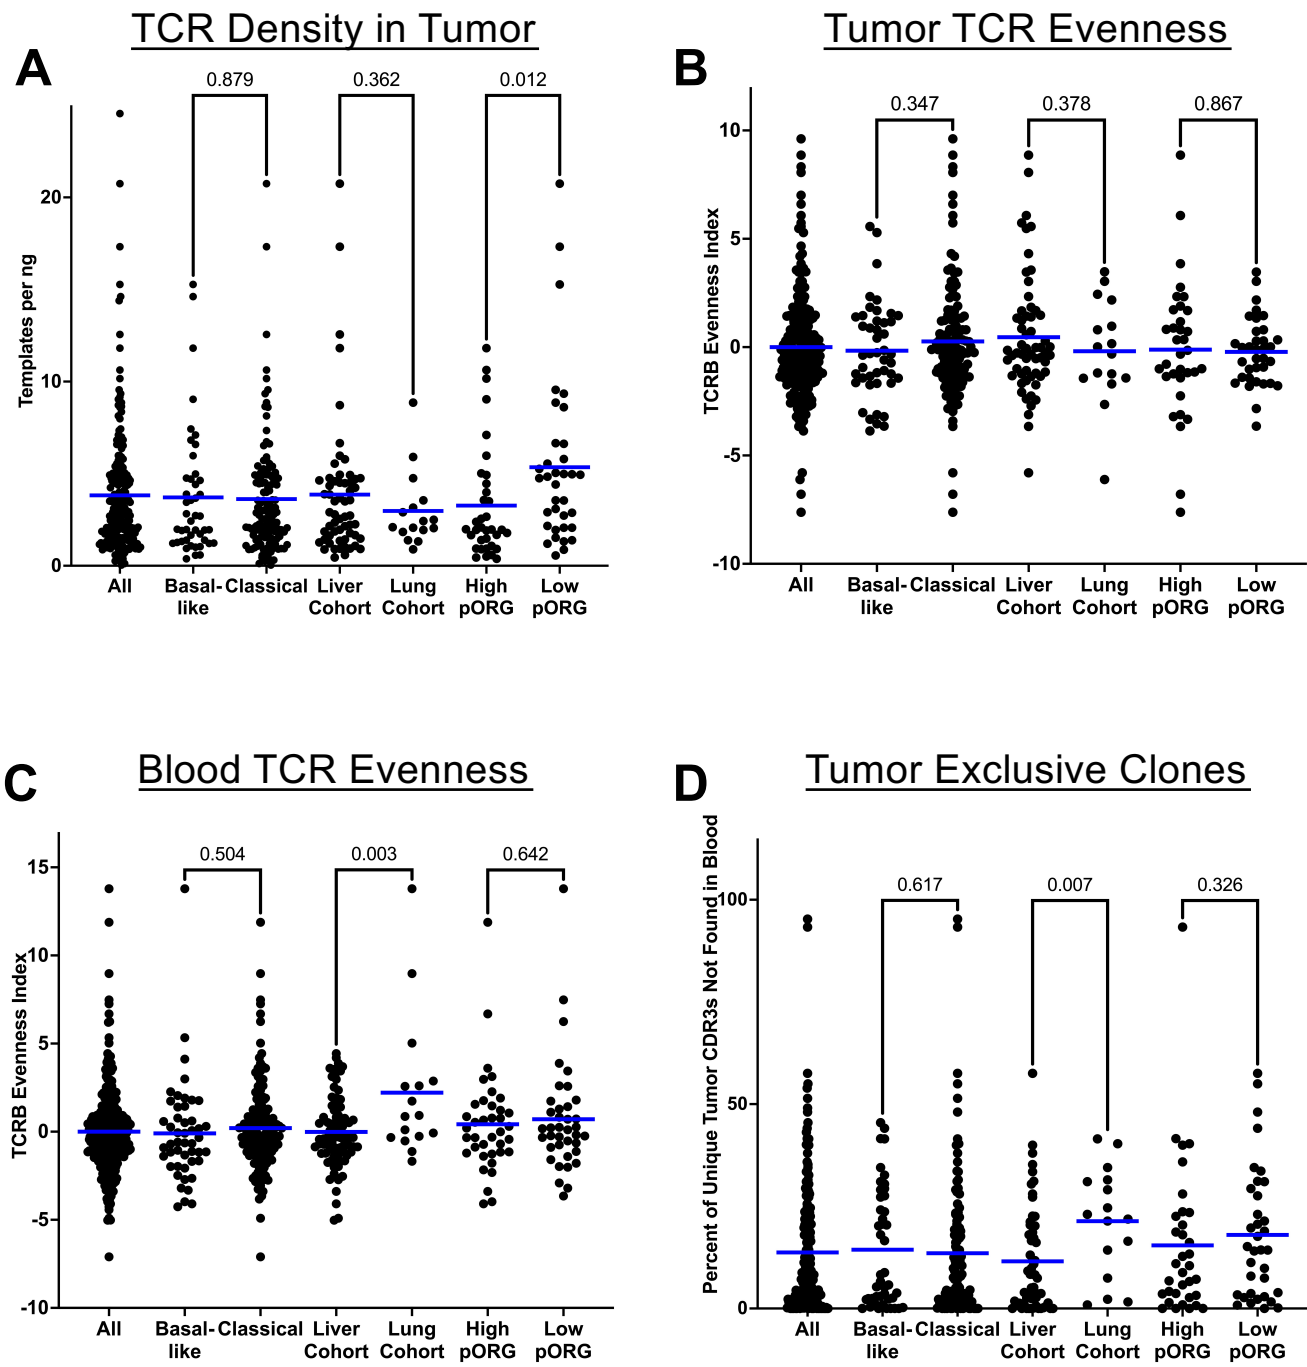 TCR Density in Tumor
A
0.879
0.362
0.012
Templates per ng
20
10
0
All
Basal-like
Classical
Liver Cohort
Lung Cohort
High pORG
Low pORG
Tumor TCR Evenness
B
0.347
0.378
0.867
TCRB Evenness Index
10
5
0
-5
-10
All
Basal-like
Classical
Liver Cohort
Lung Cohort
High pORG
Low pORG
Blood TCR Evenness
C
0.504
0.003
0.642
TCRB Evenness Index
15
10
5
0
-5
-10
All
Basal-like
Classical
Liver Cohort
Lung Cohort
High pORG
Low pORG
Tumor Exclusive Clones
D
0.617
0.007
0.326
Percent of Unique Tumor CDR3s Not Found in Blood
100
50
0
All
Basal-like
Classical
Liver Cohort
Lung Cohort
High pORG
Low pORG